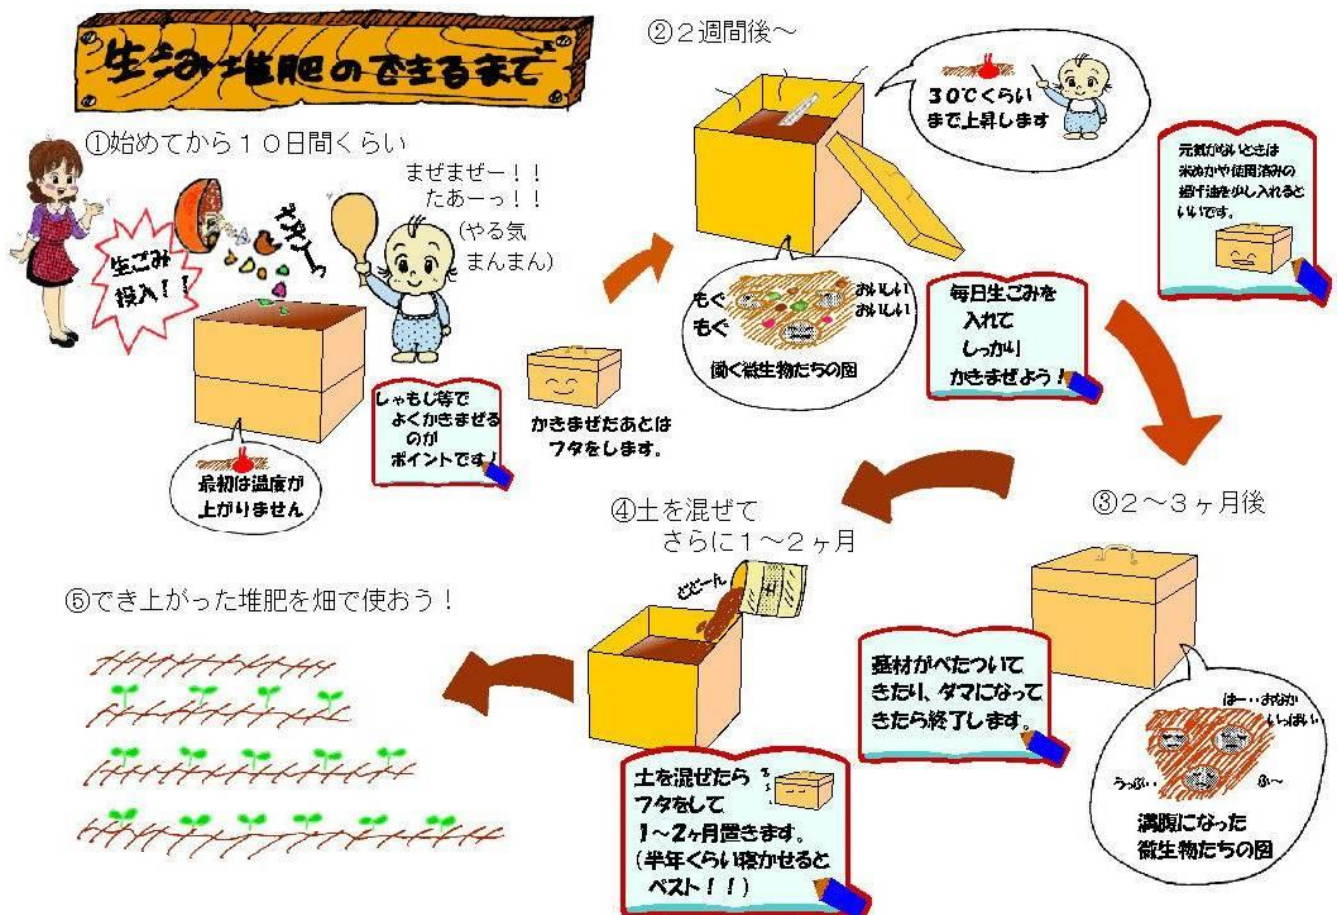 生ごみ堆肥のできるまで
①始めてから１０日間くらい
生ごみ
投入！！
ドバーッ
まぜまぜー！！
たあーっ！！
(やる気
まんまん)
最初は温度が
上がりません
しゃもじ等で
よくかきまぜる
のが
ポイントです！
かきまぜたあとは
フタをします。
②２週間後～
３０℃くらい
まで上昇します
もぐ
もぐ
おいしい
おいしい
働く微生物たちの図
毎日生ごみを
入れて
しっかり
かきまぜよう！
元気がないときは
米ぬかや使用済みの
揚げ油を少し入れると
いいです。
③２～３ヶ月後
基材がべたついて
きたり、ダマになって
きたら終了します。
はー‥おなか
いっぱい
うっぷ‥
ふ～
満腹になった
微生物たちの図
④土を混ぜて
さらに１～２ヶ月
どどーん
土
土を混ぜたら
フタをして
１～２ヶ月置きます。
(半年くらい寝かせると
ベスト！！)
⑤でき上がった堆肥を畑で使おう！